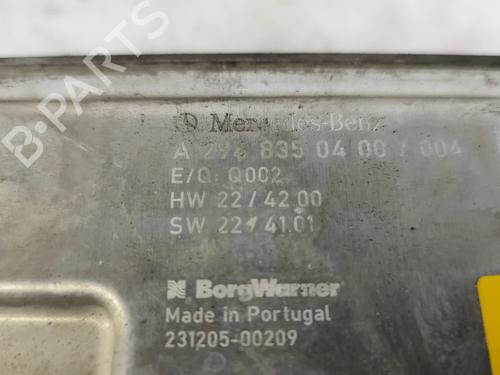 Mercedes-Benz
A 296 835 04 00 / 004
E/Q: Q002
HW 22/42.00
SW 22/41.01
BorgWarner
Made in Portugal
231205-00209
B-PARTS